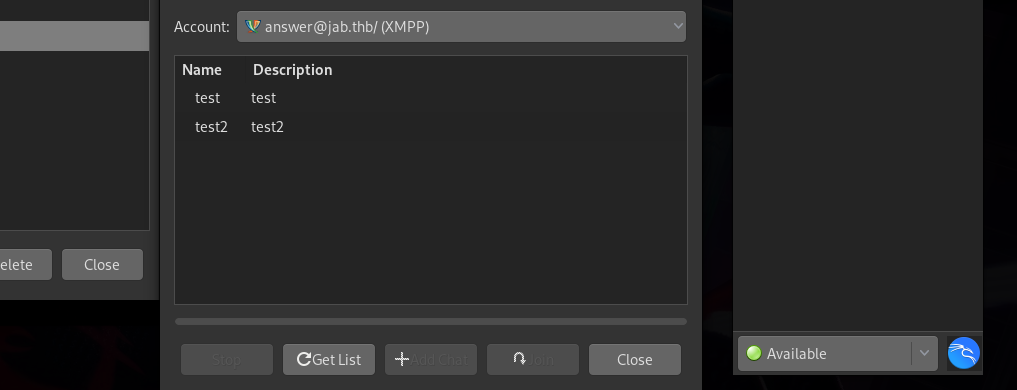 Account: answer@jab.thb/ (XMPP)
Name Description
test test
test2 test2
elete Close
Stop Get List Add Chat Join Close
Available